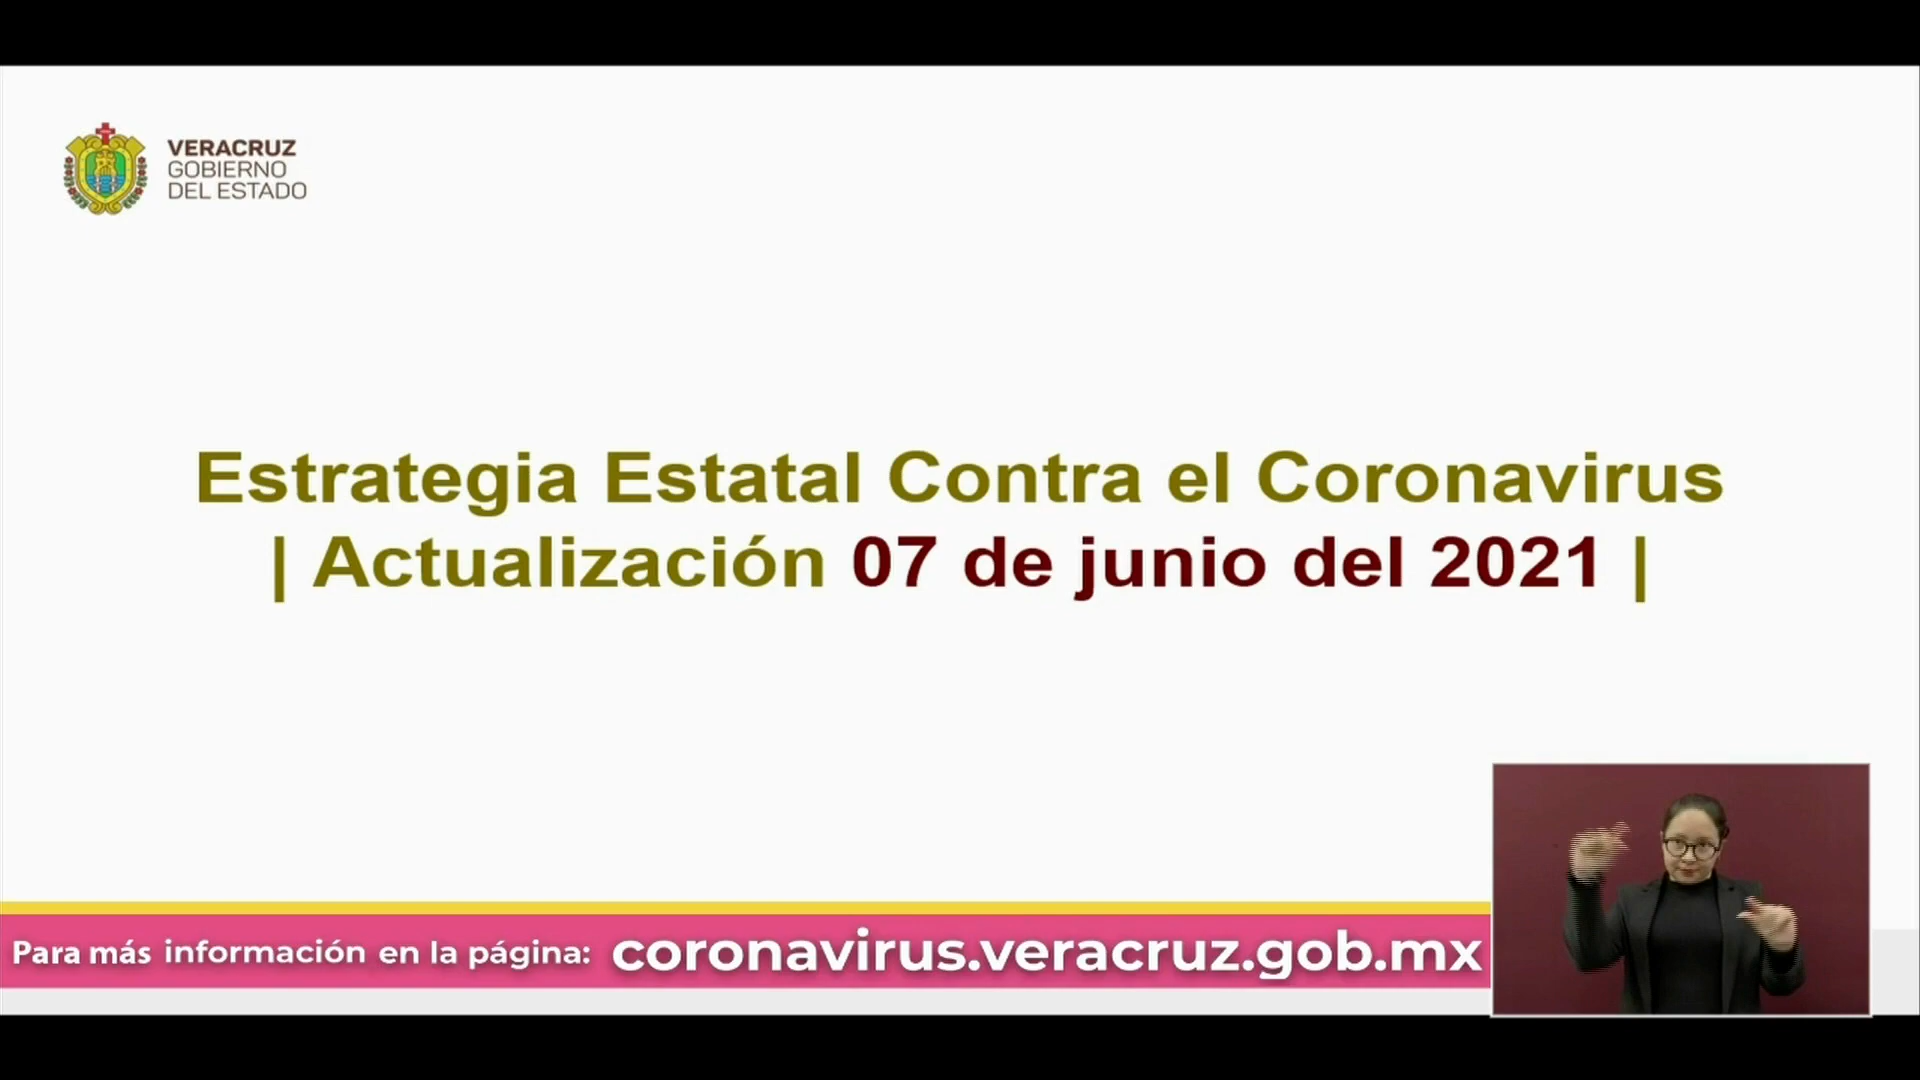 VERACRUZ
GOBIERNO
DEL ESTADO
Estrategia Estatal Contra el Coronavirus
| Actualización 07 de junio del 2021 |
Para más información en la página: coronavirus.veracruz.gob.mx